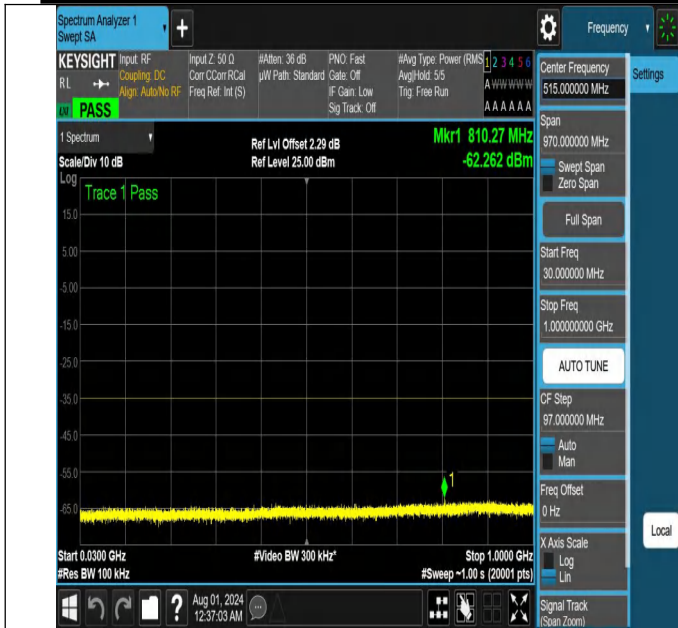 Spectrum Analyzer 1
Swept SA
+
Frequency
KEYSIGHT
RL
PASS
Input: RF
Coupling: DC
Align: Auto/No RF
Input Z: 50 Ω
Corr CCorr RCal
Freq Ref: Int (S)
#Atten: 36 dB
µW Path: Standard
PNO: Fast
Gate: Off
IF Gain: Low
Sig Track: Off
#Avg Type: Power (RMS
Avg|Hold: 5/5
Trig: Free Run
1 2 3 4 5 6
A W W W W W
A A A A A A
1 Spectrum
Scale/Div 10 dB
Ref Lvl Offset 2.29 dB
Ref Level 25.00 dBm
Mkr1 810.27 MHz
-62.262 dBm
Log
Trace 1 Pass
15.0
5.00
-5.00
-15.0
-25.0
-35.0
-45.0
-55.0
-65.0
1
Start 0.0300 GHz
#Res BW 100 kHz
#Video BW 300 kHz*
Stop 1.0000 GHz
#Sweep ~1.00 s (20001 pts)
?
Aug 01, 2024
12:37:03 AM
Center Frequency
515.000000 MHz
Span
970.000000 MHz
Swept Span
Zero Span
Full Span
Start Freq
30.000000 MHz
Stop Freq
1.000000000 GHz
AUTO TUNE
CF Step
97.000000 MHz
Auto
Man
Freq Offset
0 Hz
X Axis Scale
Log
Lin
Signal Track
(Span Zoom)
Settings
Local